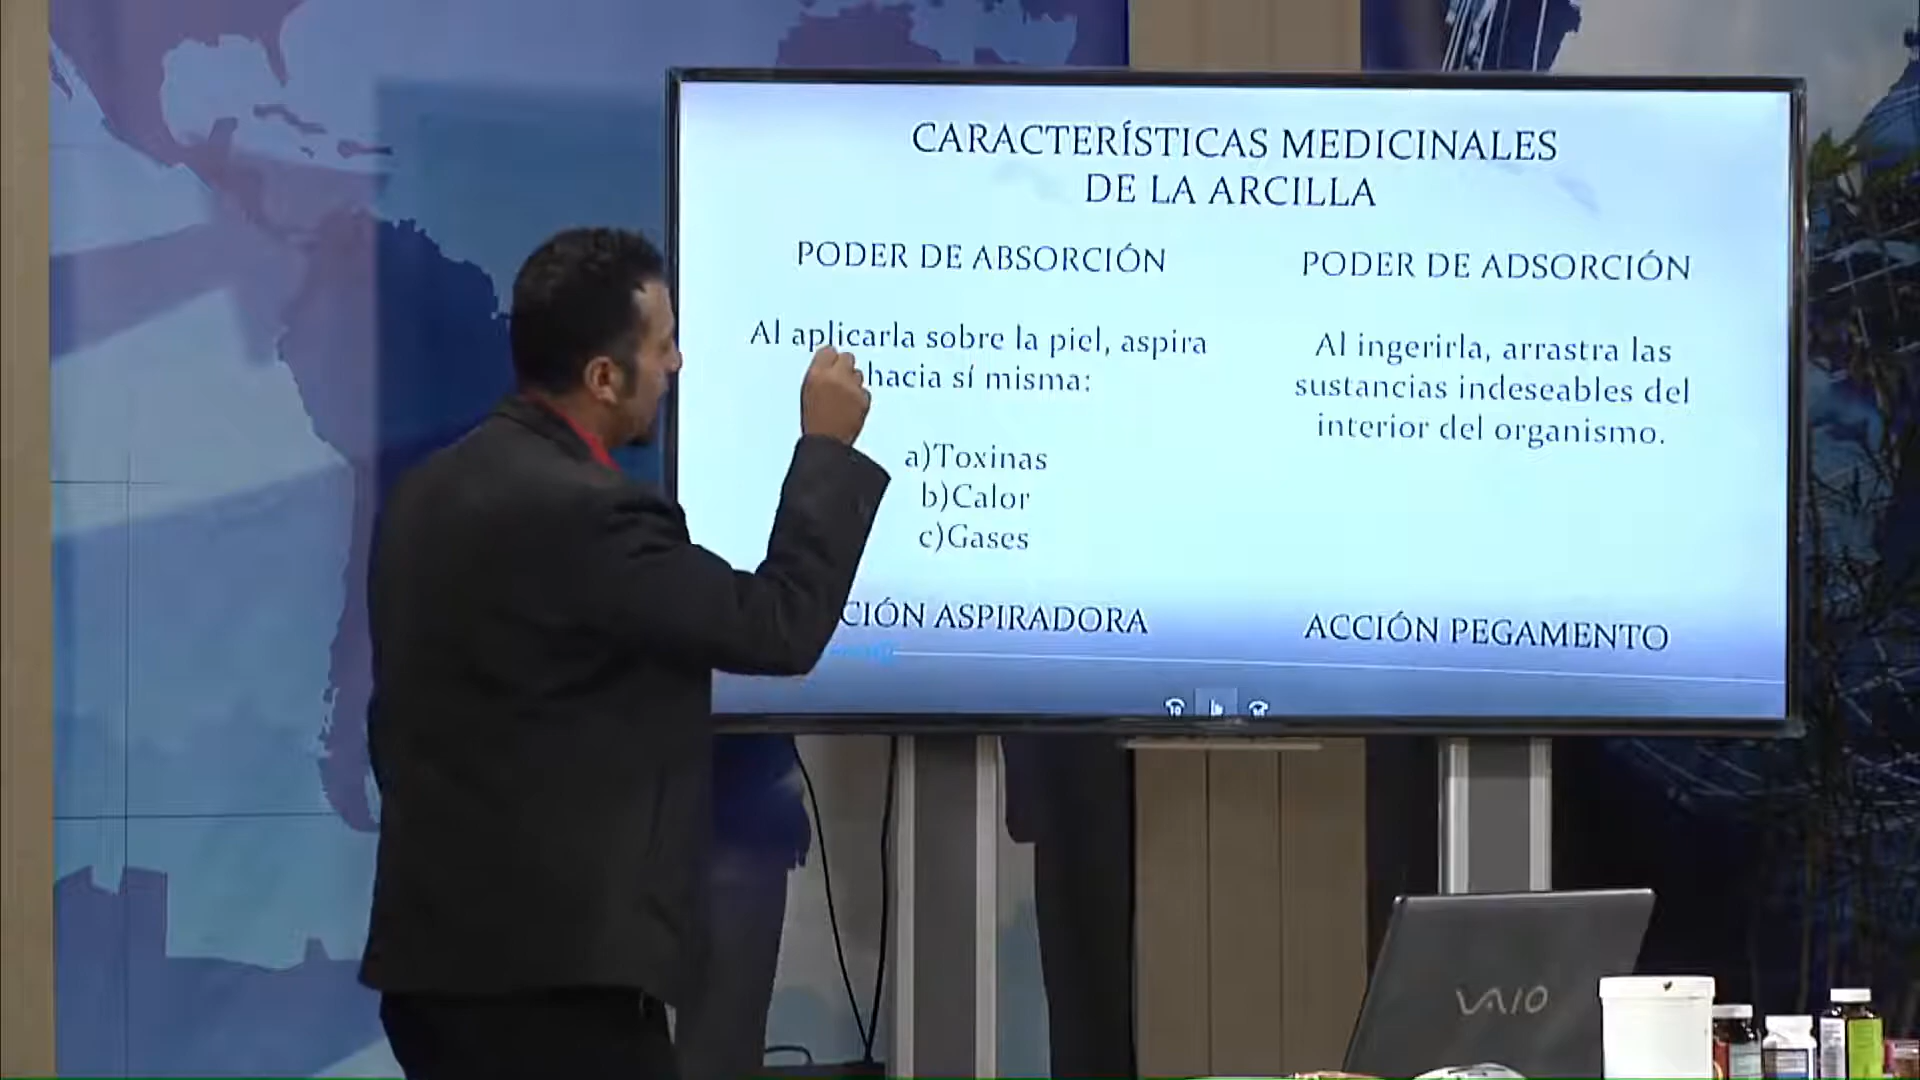 CARACTERÍSTICAS MEDICINALES
DE LA ARCILLA
PODER DE ABSORCIÓN
Al aplicarla sobre la piel, aspira
hacia sí misma:
a)Toxinas
b)Calor
c)Gases
CIÓN ASPIRADORA
PODER DE ADSORCIÓN
Al ingerirla, arrastra las
sustancias indeseables del
interior del organismo.
ACCIÓN PEGAMENTO
VAIO